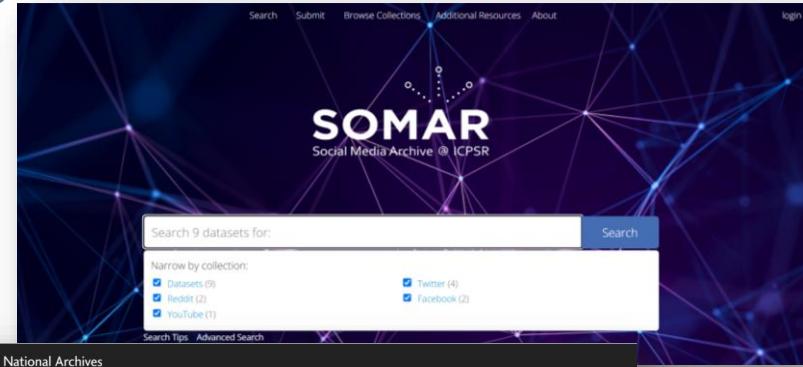 Search Submit Browse Collections Additional Resources About login
SOMAR
Social Media Archive @ ICPSR
Search 9 datasets for: Search
Narrow by collection:
Datasets (9) Twitter (4)
Reddit (2) Facebook (2)
YouTube (1)
Search Tips Advanced Search
National Archives